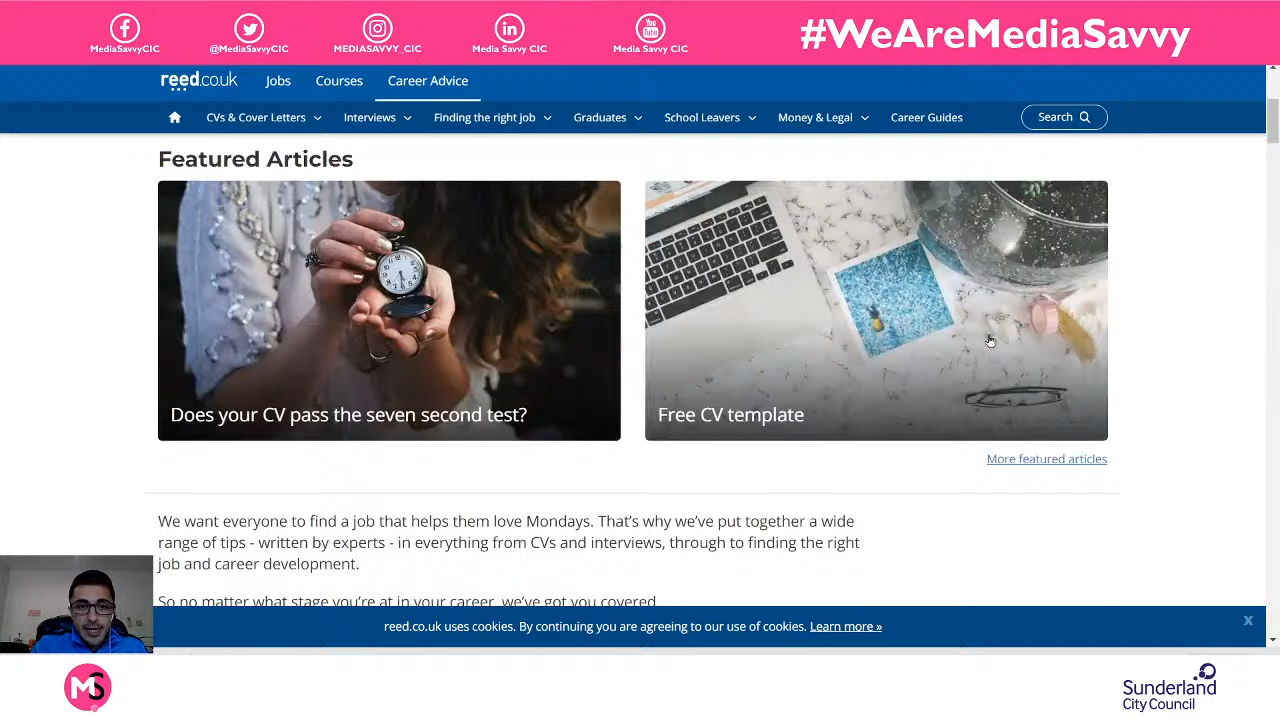 MediaSavvyCIC
@MediaSavvyCIC
MEDIASAVVY_CIC
in
Media Savvy CIC
You Tube
Media Savvy CIC
#WeAreMediaSavvy
reed.co.uk
Jobs
Courses
Career Advice
CVs & Cover Letters
Interviews
Finding the right job
Graduates
School Leavers
Money & Legal
Career Guides
Search
Featured Articles
Does your CV pass the seven second test?
Free CV template
More featured articles
We want everyone to find a job that helps them love Mondays. That's why we've put together a wide
range of tips - written by experts - in everything from CVs and interviews, through to finding the right
job and career development.
So no matter what stage you're at in your career, we've got you covered.
reed.co.uk uses cookies. By continuing you are agreeing to our use of cookies. Learn more »
X
MS
Sunderland
City Council